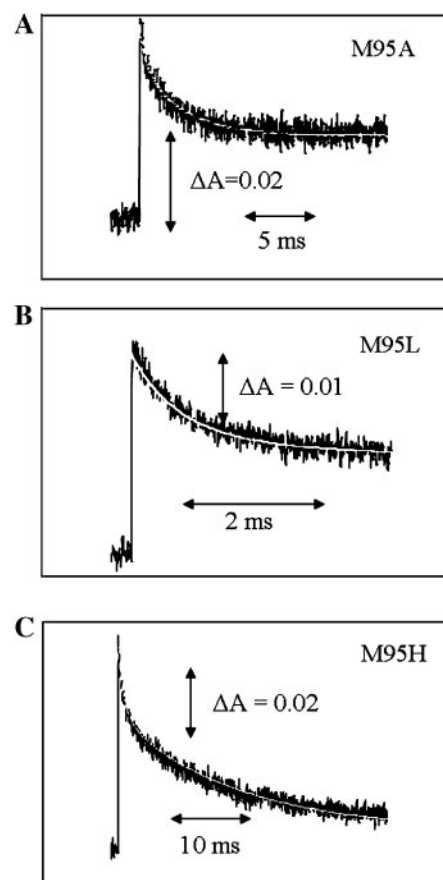 A
M95A
ΔA=0.02
5 ms
B
M95L
ΔA = 0.01
2 ms
C
M95H
ΔA = 0.02
10 ms